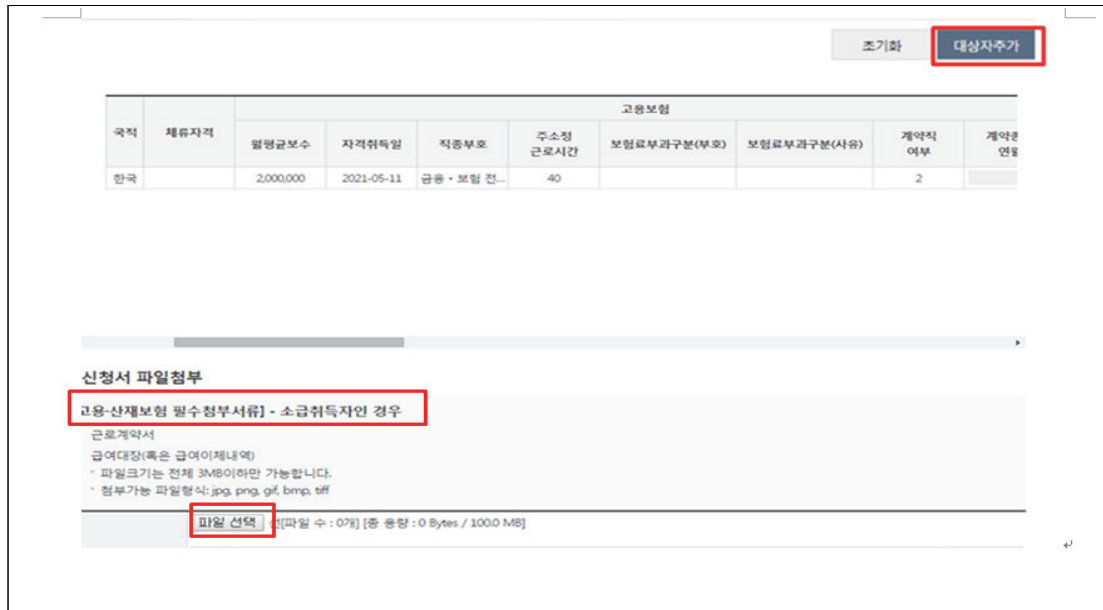 초기화 대상자추가
고용보험
국적 체류자격 월평균보수 자격취득일 직종부호 주소정 근로시간 보험료부과구분(부호) 보험료부과구분(사유) 계약직 여부 계약종
한국 2,000,000 2021-05-11 금융・보험 전... 40 2
신청서 파일첨부
고용·산재보험 필수첨부서류] - 소급취득자인 경우
근로계약서
급여대장(혹은 급여이체내역)
* 파일크기는 전체 3MB이하만 가능합니다.
* 첨부가능 파일형식: jpg, png, gif, bmp, tiff
파일 선택 [파일 수 : 0개] [총 용량 : 0 Bytes / 100.0 MB]